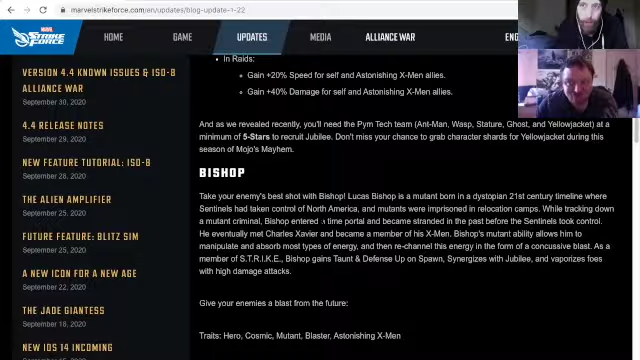 marvelstrikeforce.com/en/updates/blog-update-1-22
MARVEL
STRIKE
FORCE
HOME
GAME
UPDATES
MEDIA
ALLIANCE WAR
ENG
VERSION 4.4 KNOWN ISSUES & ISO-8
ALLIANCE WAR
September 30, 2020
4.4 RELEASE NOTES
September 30, 2020
NEW FEATURE TUTORIAL: ISO-8
September 28, 2020
THE ALIEN AMPLIFIER
September 25, 2020
FUTURE FEATURE: BLITZ SIM
September 25, 2020
A NEW ICON FOR A NEW AGE
September 22, 2020
THE JADE GIANTESS
September 18, 2020
NEW IOS 14 INCOMING
In Raids:
Gain +20% Speed for self and Astonishing X-Men allies.
Gain +40% Damage for self and Astonishing X-Men allies.
And as we revealed recently, you'll need the Pym Tech team (Ant-Man, Wasp, Stature, Ghost, and Yellowjacket) at a
minimum of 5-Stars to recruit Jubilee. Don't miss your chance to grab character shards for Yellowjacket during this
season of Mojo's Mayhem.
BISHOP
Take your enemy's best shot with Bishop! Lucas Bishop is a mutant born in a dystopian 21st century timeline where
Sentinels had taken control of North America, and mutants were imprisoned in relocation camps. While tracking down
a mutant criminal, Bishop entered a time portal and became stranded in the past before the Sentinels took control.
He eventually met Charles Xavier and became a member of his X-Men. Bishop's mutant ability allows him to
manipulate and absorb most types of energy, and then re-channel this energy in the form of a concussive blast. As a
member of S.T.R.I.K.E., Bishop gains Taunt & Defense Up on Spawn, Synergizes with Jubilee, and vaporizes foes
with high damage attacks.
Give your enemies a blast from the future:
Traits: Hero, Cosmic, Mutant, Blaster, Astonishing X-Men